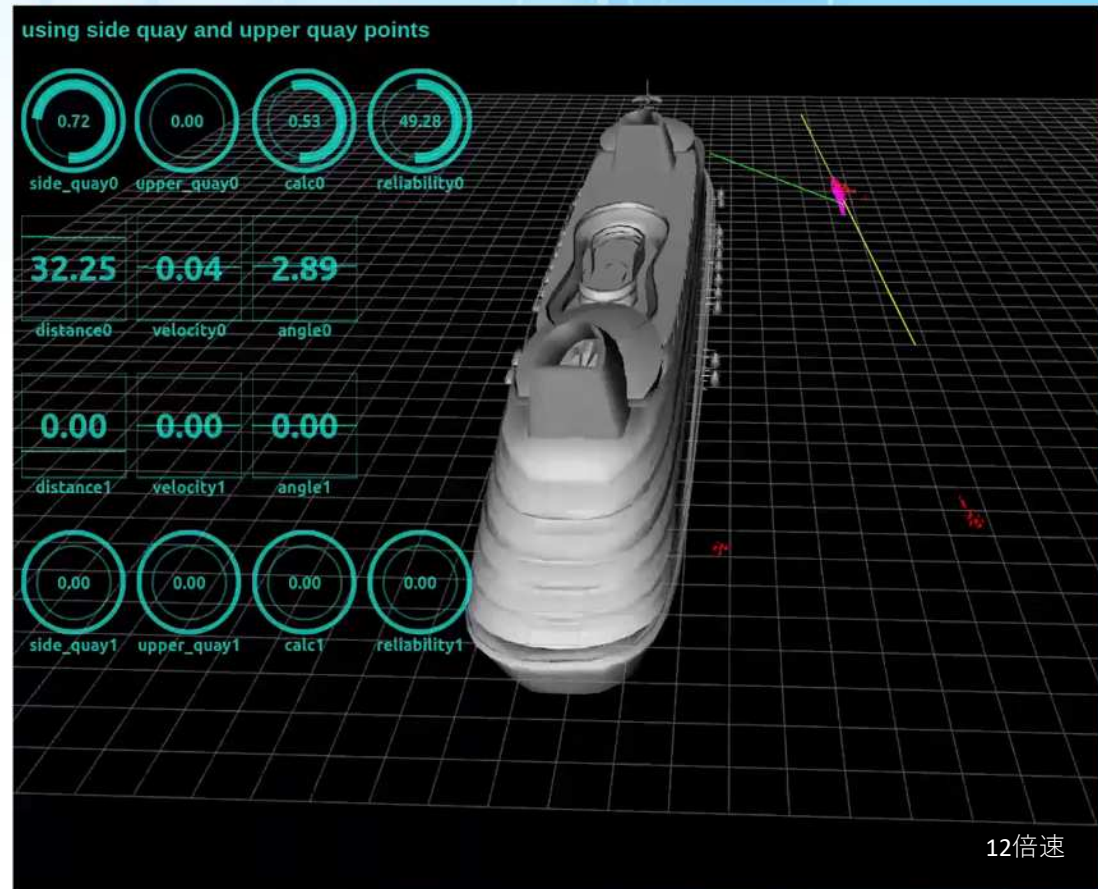 using side quay and upper quay points
0.72 0.00 0.53 49.28
side_quay0 upper_quay0 calc0 reliability0
32.25 0.04 2.89
distance0 velocity0 angle0
0.00 0.00 0.00
distance1 velocity1 angle1
0.00 0.00 0.00 0.00
side_quay1 upper_quay1 calc1 reliability1
12倍速